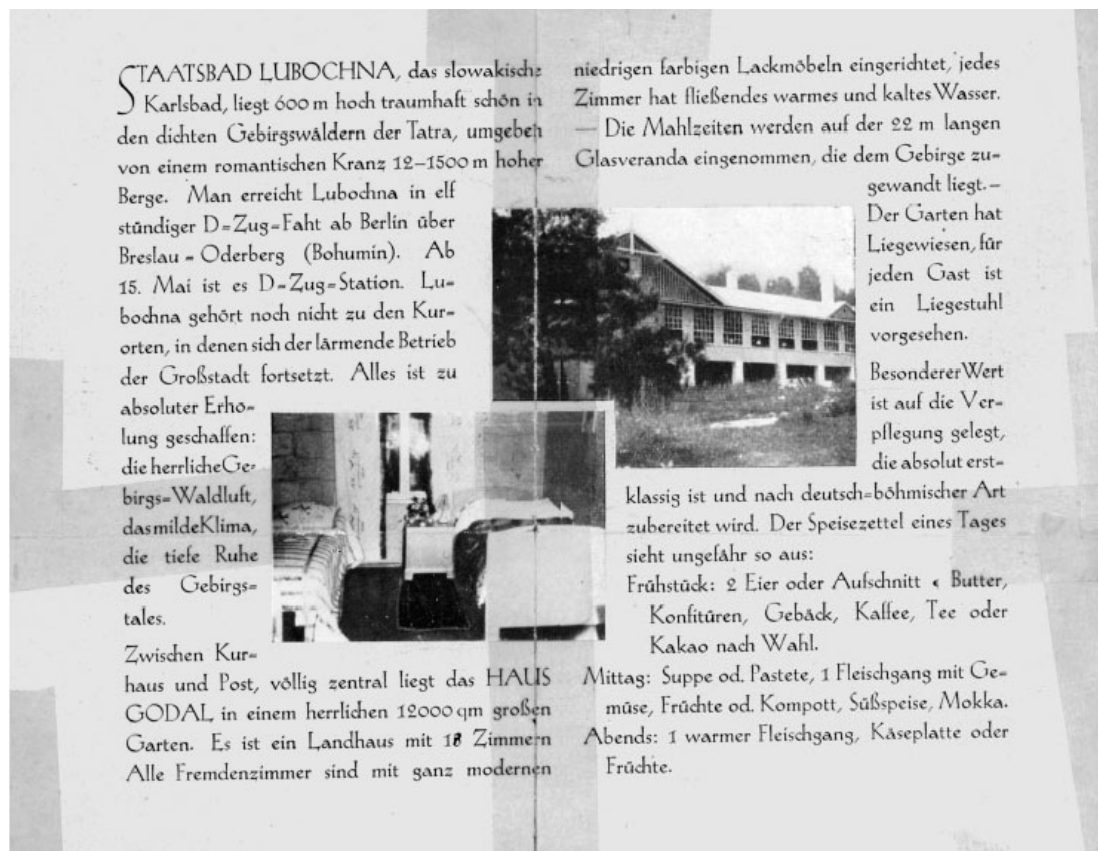 STAATSBAD LUBOCHNA, das slowakische
Karlsbad, liegt 600 m hoch traumhaft schön in
den dichten Gebirgswäldern der Tatra, umgeben
von einem romantischen Kranz 12–1500 m hoher
Berge. Man erreicht Lubochna in elf
stündiger D=Zug=Faht ab Berlin über
Breslau = Oderberg (Bohumin). Ab
15. Mai ist es D=Zug=Station. Lu=
bochna gehört noch nicht zu den Kur=
orten, in denen sich der lärmende Betrieb
der Großstadt fortsetzt. Alles ist zu
absoluter Erho=
lung geschaffen:
die herrliche Ge=
birgs=Waldluft,
das milde Klima,
die tiefe Ruhe
des Gebirgs=
tales.
Zwischen Kur=
haus und Post, völlig zentral liegt das HAUS
GODAL in einem herrlichen 12000 qm großen
Garten. Es ist ein Landhaus mit 18 Zimmern
Alle Fremdenzimmer sind mit ganz modernen
niedrigen farbigen Lackmöbeln eingerichtet, jedes
Zimmer hat fließendes warmes und kaltes Wasser.
— Die Mahlzeiten werden auf der 22 m langen
Glasveranda eingenommen, die dem Gebirge zu=
gewandt liegt. –
Der Garten hat
Liegewiesen, für
jeden Gast ist
ein Liegestuhl
vorgesehen.
Besonderer Wert
ist auf die Ver=
pflegung gelegt,
die absolut erst=
klassig ist und nach deutsch=böhmischer Art
zubereitet wird. Der Speisezettel eines Tages
sieht ungefähr so aus:
Frühstück: 2 Eier oder Aufschnitt • Butter,
Konfitüren, Gebäck, Kaffee, Tee oder
Kakao nach Wahl.
Mittag: Suppe od. Pastete, 1 Fleischgang mit Ge=
müse, Früchte od. Kompott, Süßspeise, Mokka.
Abends: 1 warmer Fleischgang, Käseplatte oder
Früchte.